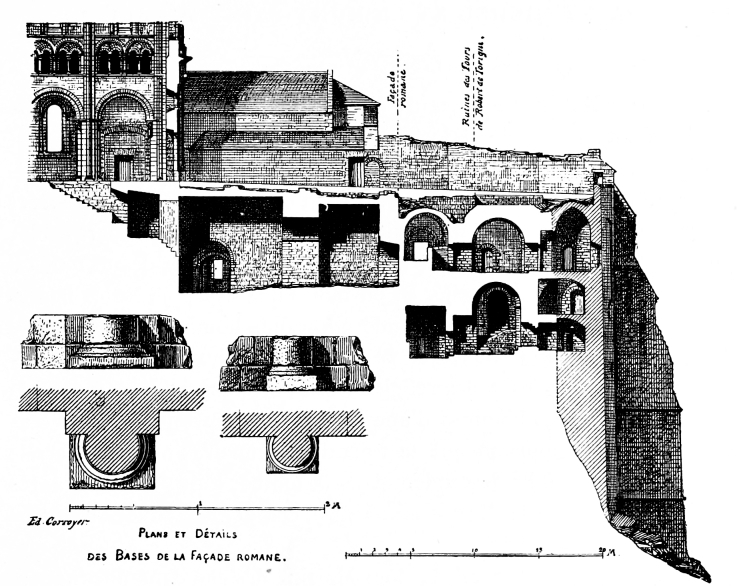 Façade
romane.
Ruines des Tours
de Robert de Torigni.
1
2 M
Ed. Corroyer
PLANS ET DÉTAILS
DES BASES DE LA FAÇADE ROMANE.
1 2 3 4 5 10 15 20 M